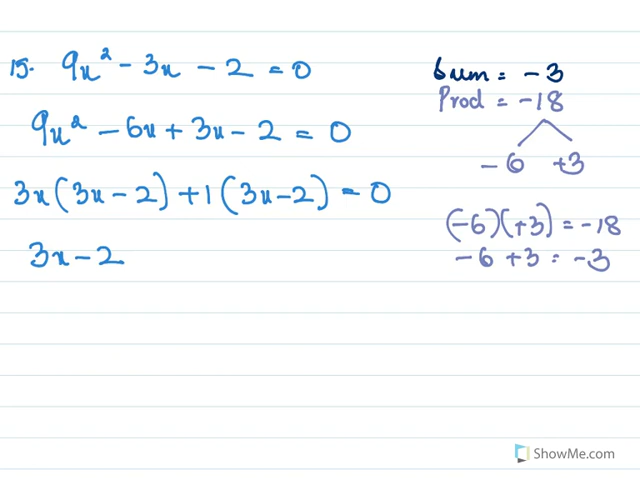 15. 9x² - 3x - 2 = 0
9x² - 6x + 3x - 2 = 0
3x(3x - 2) + 1(3x - 2) = 0
3x - 2
Sum = -3
Prod = -18
-6 +3
(-6)(+3) = -18
-6 + 3 = -3
ShowMe.com